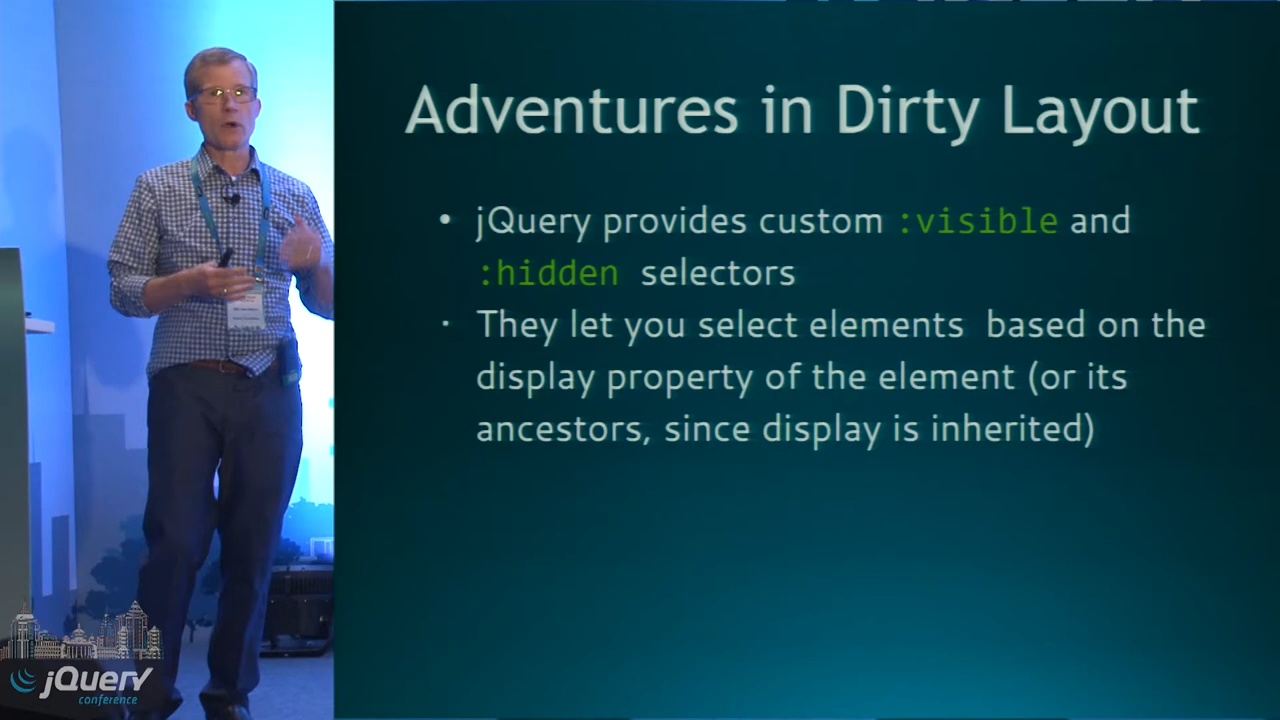 Adventures in Dirty Layout
• jQuery provides custom :visible and
:hidden selectors
· They let you select elements based on the
display property of the element (or its
ancestors, since display is inherited)
jQuery
conference